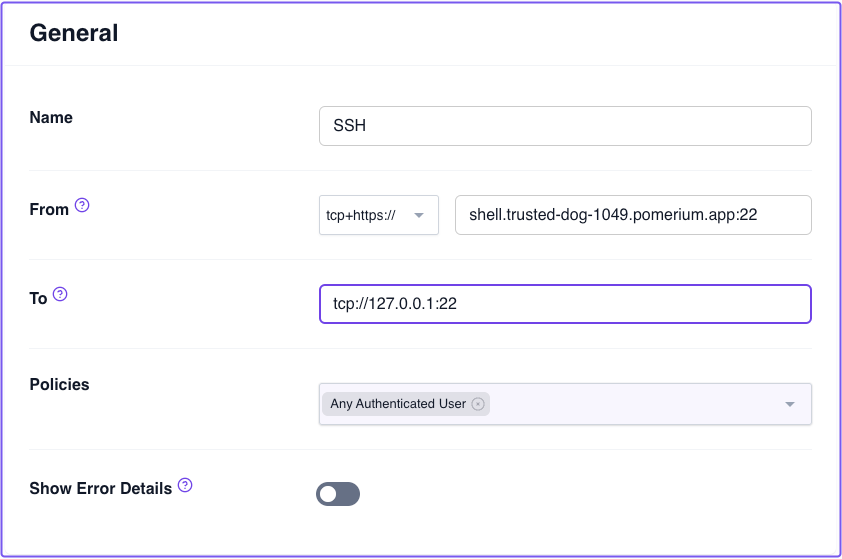 General
Name
SSH
From ?
tcp+https://
shell.trusted-dog-1049.pomerium.app:22
To ?
tcp://127.0.0.1:22
Policies
Any Authenticated User
Show Error Details ?